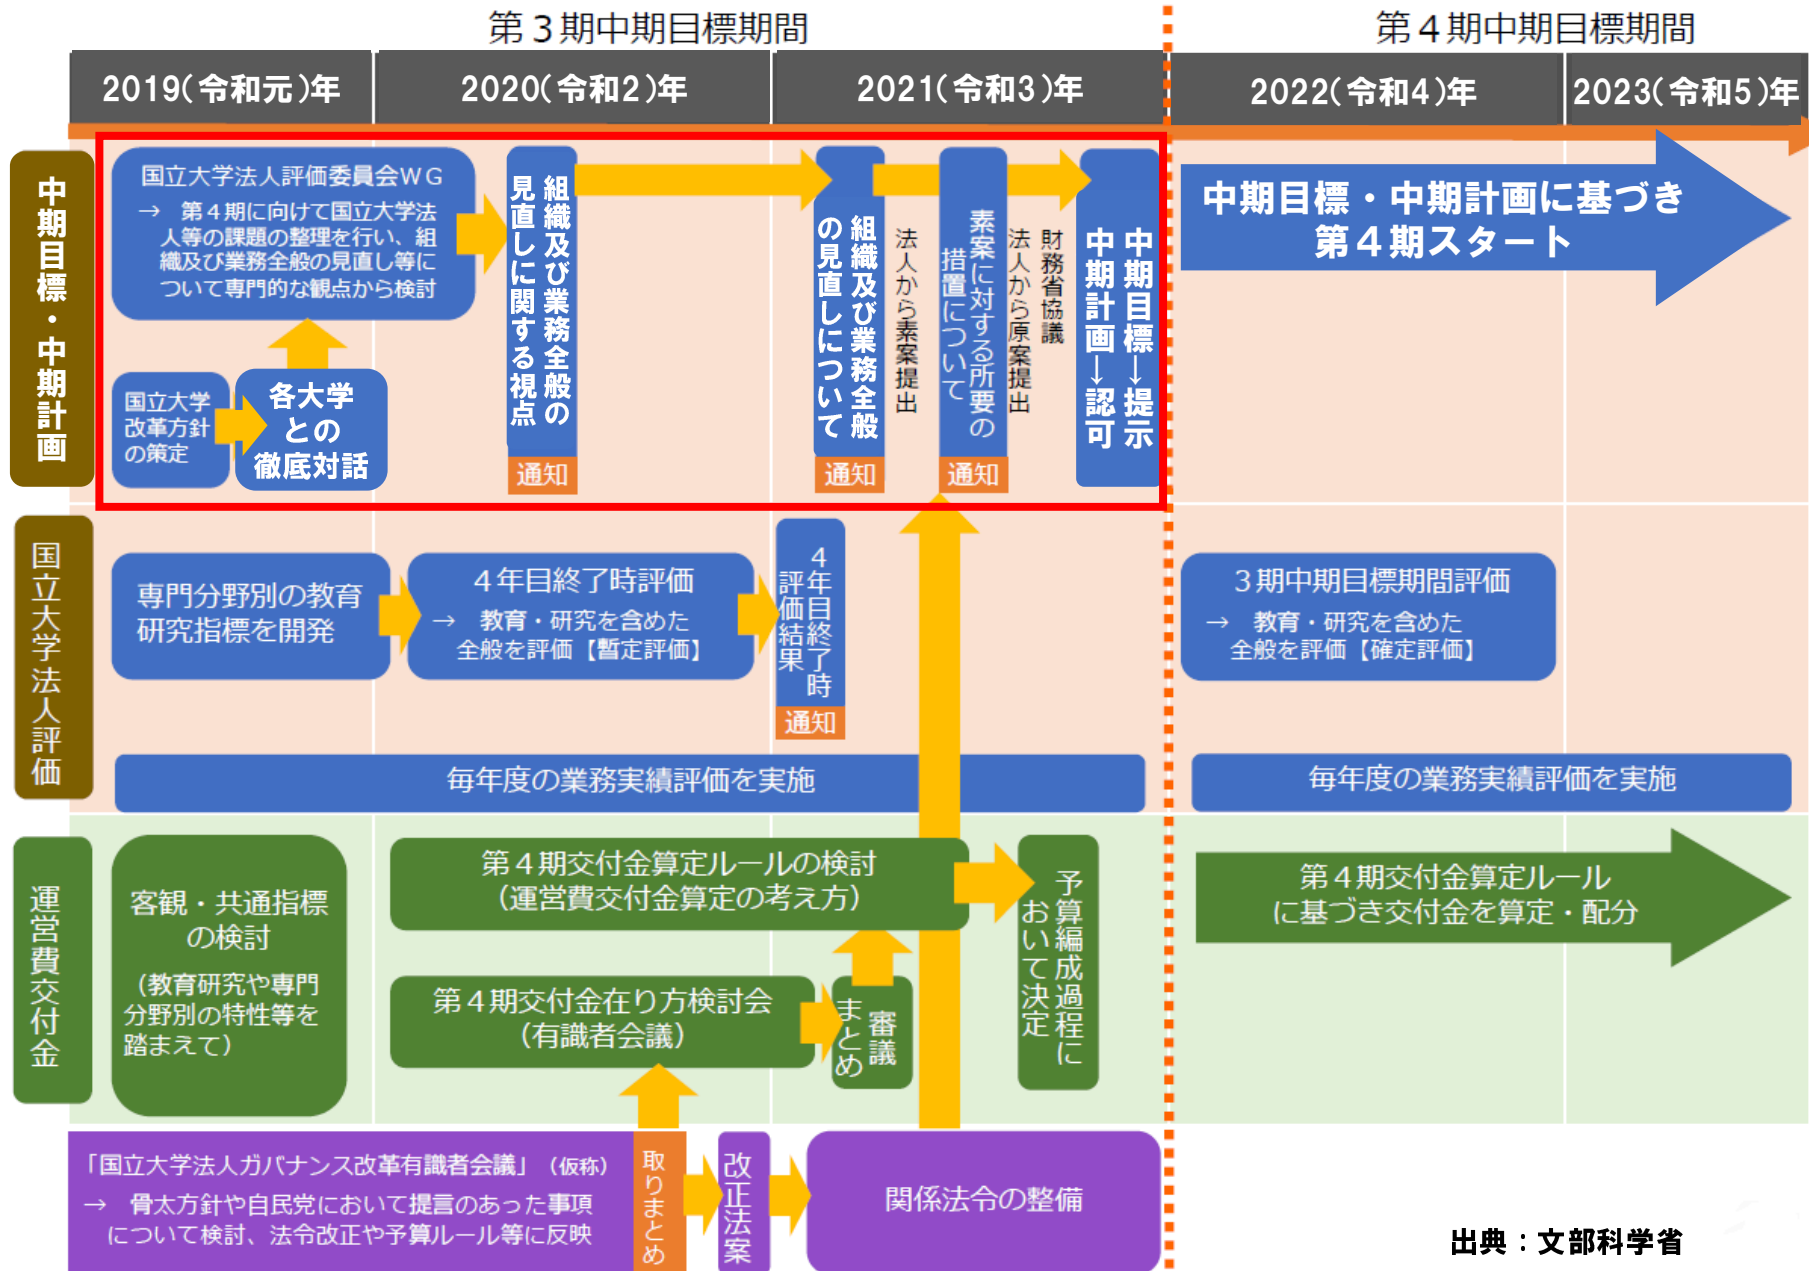 第３期中期目標期間
第４期中期目標期間
2019(令和元)年
2020(令和2)年
2021(令和3)年
2022(令和4)年
2023(令和5)年
中期目標・中期計画
国立大学法人評価委員会ＷＧ
→　第４期に向けて国立大学法
人等の課題の整理を行い、組
織及び業務全般の見直し等に
ついて専門的な観点から検討
国立大学
改革方針
の策定
各大学
との
徹底対話
組織及び業務全般の
見直しに関する視点
通知
組織及び業務全般
の見直しについて
通知
法人から素案提出
素案に対する所要の
措置について
通知
財務省協議
法人から原案提出
中期目標→提示
中期計画→認可
中期目標・中期計画に基づき
第４期スタート
国立大学法人評価
専門分野別の教育
研究指標を開発
４年目終了時評価
→　教育・研究を含めた
全般を評価【暫定評価】
４年目終了時
評価結果
通知
３期中期目標期間評価
→　教育・研究を含めた
全般を評価【確定評価】
毎年度の業務実績評価を実施
毎年度の業務実績評価を実施
運営費交付金
客観・共通指標
の検討
（教育研究や専門
分野別の特性等を
踏まえて）
第４期交付金算定ルールの検討
（運営費交付金算定の考え方）
第４期交付金在り方検討会
（有識者会議）
審議
まとめ
予算編成過程に
おいて決定
第４期交付金算定ルール
に基づき交付金を算定・配分
「国立大学法人ガバナンス改革有識者会議」（仮称）
→　骨太方針や自民党において提言のあった事項
について検討、法令改正や予算ルール等に反映
取りまとめ
改正法案
関係法令の整備
出典：文部科学省